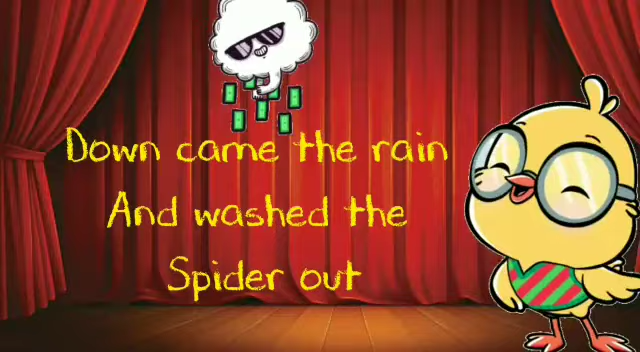 Down came the rain
And washed the
Spider out